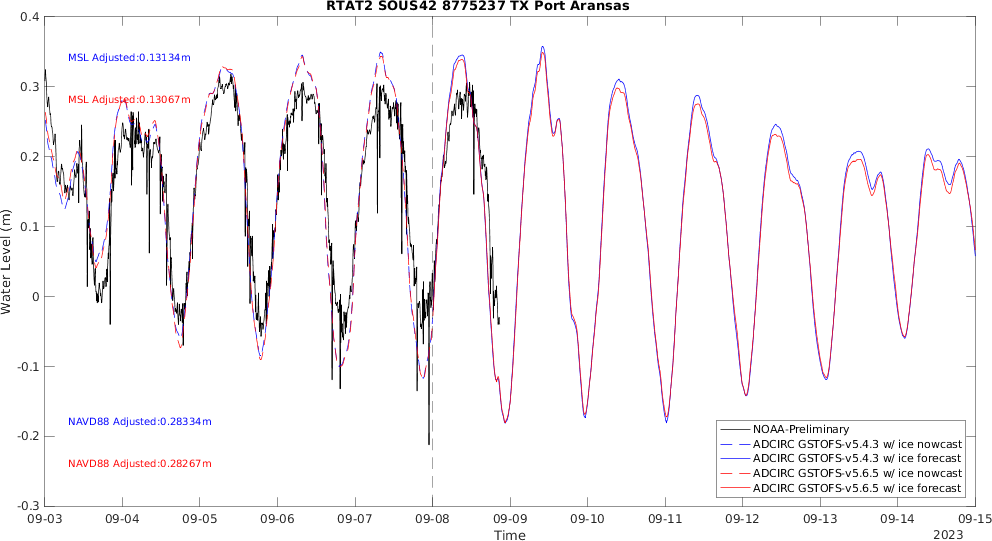 RTAT2 SOUS42 8775237 TX Port Aransas
0.4
0.3
0.2
0.1
0
-0.1
-0.2
-0.3
Water Level (m)
MSL Adjusted:0.13134m
MSL Adjusted:0.13067m
NAVD88 Adjusted:0.28334m
NAVD88 Adjusted:0.28267m
NOAA-Preliminary
ADCIRC GSTOFS-v5.4.3 w/ ice nowcast
ADCIRC GSTOFS-v5.4.3 w/ ice forecast
ADCIRC GSTOFS-v5.6.5 w/ ice nowcast
ADCIRC GSTOFS-v5.6.5 w/ ice forecast
09-03 09-04 09-05 09-06 09-07 09-08 09-09 09-10 09-11 09-12 09-13 09-14 09-15
Time
2023